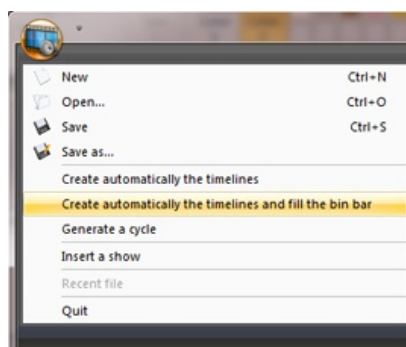 New Ctrl+N
Open... Ctrl+O
Save Ctrl+S
Save as...
Create automatically the timelines
Create automatically the timelines and fill the bin bar
Generate a cycle
Insert a show
Recent file
Quit